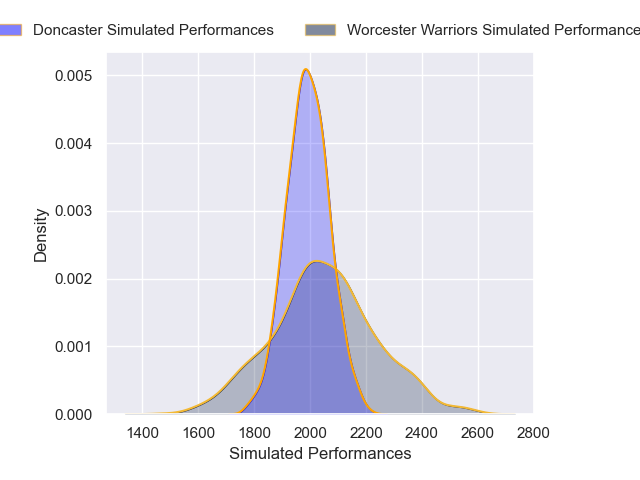 Doncaster Simulated Performances
Worcester Warriors Simulated Performance
0.005
0.004
0.003
0.002
0.001
0.000
Density
1400 1600 1800 2000 2200 2400 2600 2800
Simulated Performances